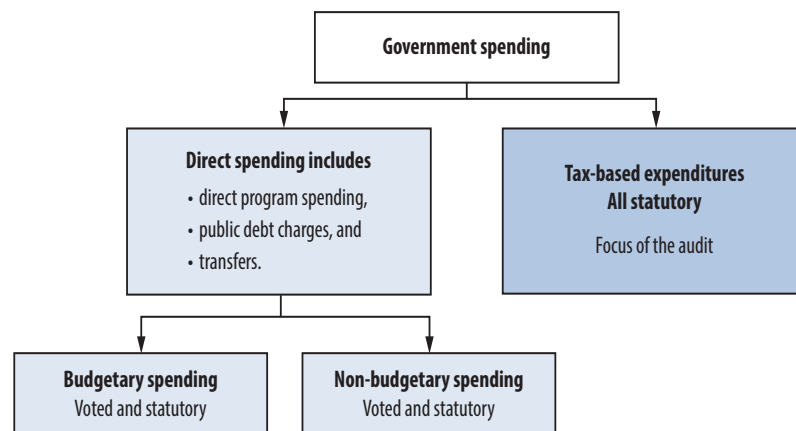 Government spending
Direct spending includes
• direct program spending,
• public debt charges, and
• transfers.
Tax-based expenditures
All statutory
Focus of the audit
Budgetary spending
Voted and statutory
Non-budgetary spending
Voted and statutory